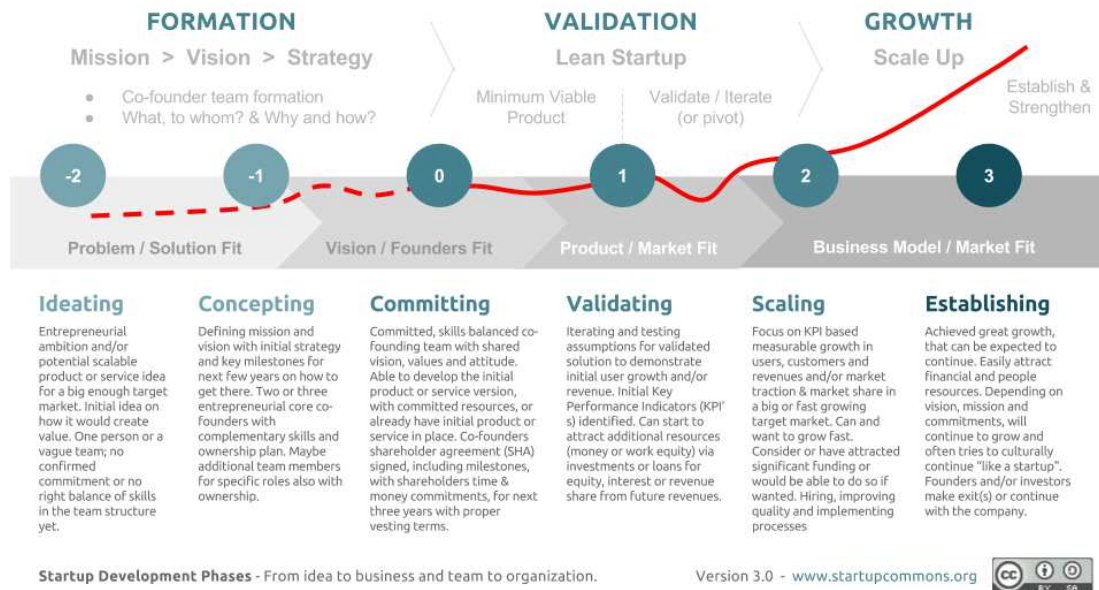 FORMATION
VALIDATION
GROWTH
Mission > Vision > Strategy
Lean Startup
Scale Up
● Co-founder team formation
● What, to whom? & Why and how?
Minimum Viable
Product
Validate / Iterate
(or pivot)
Establish &
Strengthen
-2
-1
0
1
2
3
Problem / Solution Fit
Vision / Founders Fit
Product / Market Fit
Business Model / Market Fit
Ideating
Entrepreneurial
ambition and/or
potential scalable
product or service idea
for a big enough target
market. Initial idea on
how it would create
value. One person or a
vague team; no
confirmed
commitment or no
right balance of skills
in the team structure
yet.
Concepting
Defining mission and
vision with initial strategy
and key milestones for
next few years on how to
get there. Two or three
entrepreneurial core co-
founders with
complementary skills and
ownership plan. Maybe
additional team members
for specific roles also with
ownership.
Committing
Committed, skills balanced co-
founding team with shared
vision, values and attitude.
Able to develop the initial
product or service version,
with committed resources, or
already have initial product or
service in place. Co-founders
shareholder agreement (SHA)
signed, including milestones,
with shareholders time &
money commitments, for next
three years with proper
vesting terms.
Validating
Iterating and testing
assumptions for validated
solution to demonstrate
initial user growth and/or
revenue. Initial Key
Performance Indicators (KPI'
s) identified. Can start to
attract additional resources
(money or work equity) via
investments or loans for
equity, interest or revenue
share from future revenues.
Scaling
Focus on KPI based
measurable growth in
users, customers and
revenues and/or market
traction & market share in
a big or fast growing
target market. Can and
want to grow fast.
Consider or have attracted
significant funding or
would be able to do so if
wanted. Hiring, improving
quality and implementing
processes
Establishing
Achieved great growth,
that can be expected to
continue. Easily attract
financial and people
resources. Depending on
vision, mission and
commitments, will
continue to grow and
often tries to culturally
continue "like a startup".
Founders and/or investors
make exit(s) or continue
with the company.
Startup Development Phases - From idea to business and team to organization.
Version 3.0 - www.startupcommons.org
cc
BY SA